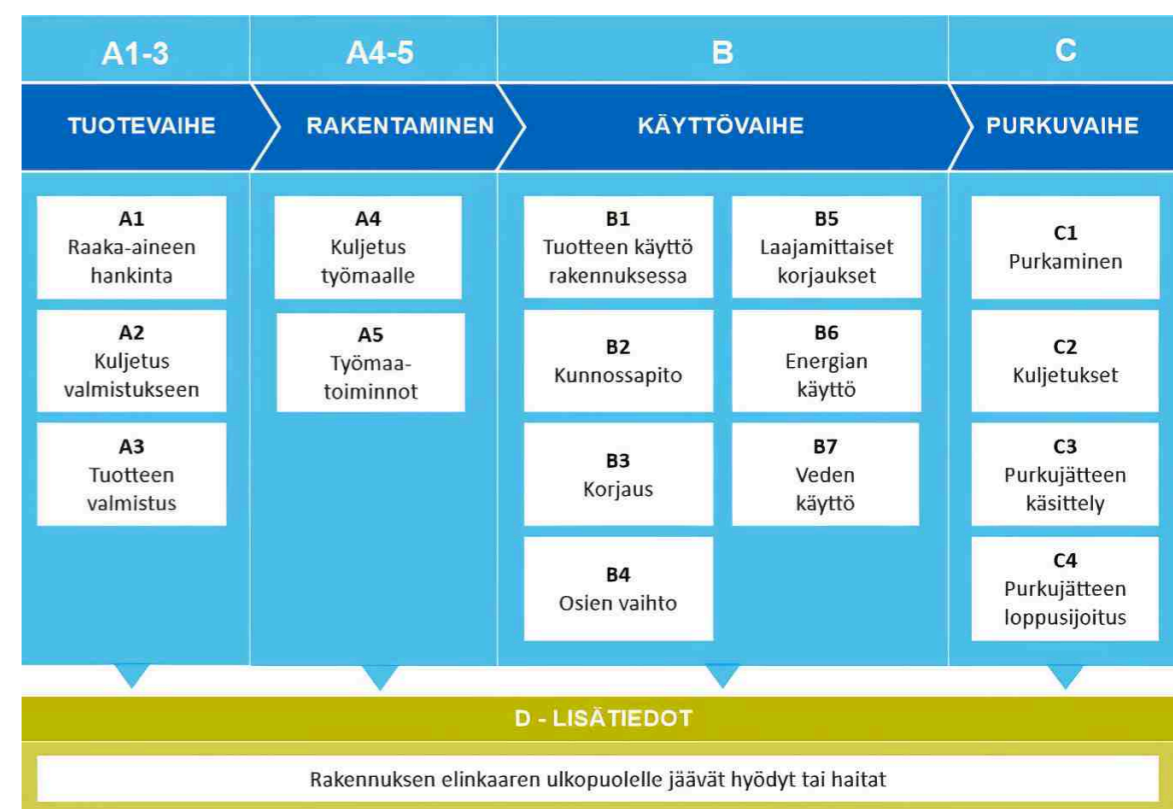 A1-3
A4-5
B
C
TUOTEVAIHE
RAKENTAMINEN
KÄYTTÖVAIHE
PURKUVAIHE
A1
Raaka-aineen
hankinta
A2
Kuljetus
valmistukseen
A3
Tuotteen
valmistus
A4
Kuljetus
työmaalle
A5
Työmaa-
toiminnot
B1
Tuotteen käyttö
rakennuksessa
B2
Kunnossapito
B3
Korjaus
B4
Osien vaihto
B5
Laajamittaiset
korjaukset
B6
Energian
käyttö
B7
Veden
käyttö
C1
Purkaminen
C2
Kuljetukset
C3
Purkujätteen
käsittely
C4
Purkujätteen
loppusijoitus
D - LISÄTIEDOT
Rakennuksen elinkaaren ulkopuolelle jäävät hyödyt tai haitat